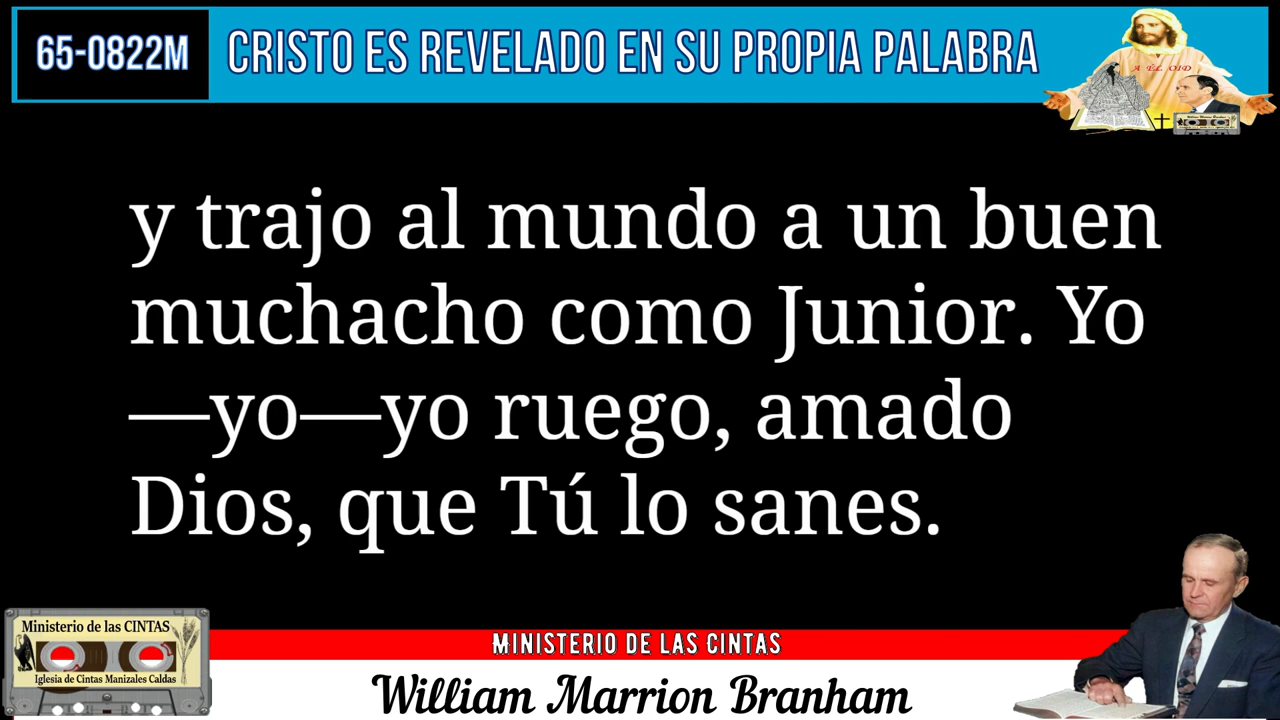 65-0822M
CRISTO ES REVELADO EN SU PROPIA PALABRA
A ÉL OID
y trajo al mundo a un buen
muchacho como Junior. Yo
—yo—yo ruego, amado
Dios, que Tú lo sanes.
Ministerio de las CINTAS
Iglesia de Cintas Manizales Caldas
MINISTERIO DE LAS CINTAS
William Marrion Branham